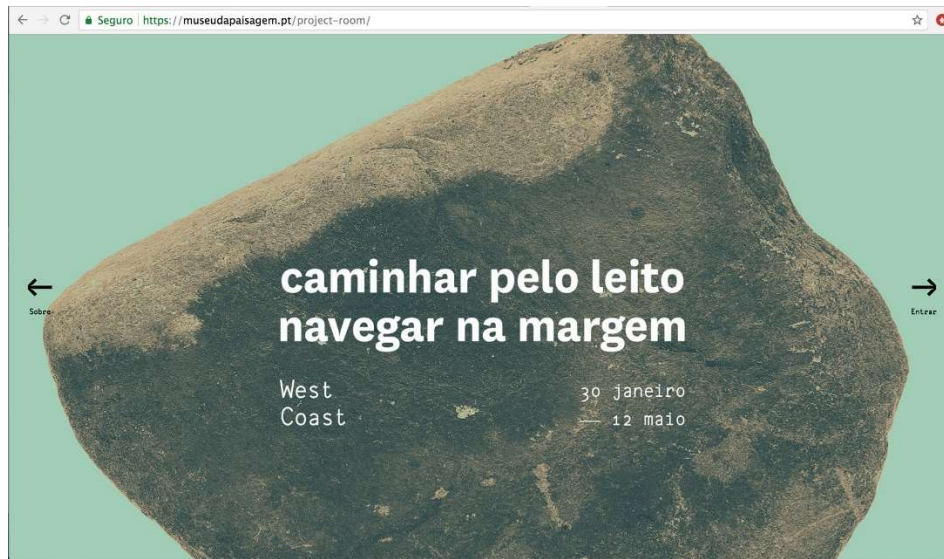 Seguro https://museudapaisagem.pt/project-room/
caminhar pelo leito
navegar na margem
West
Coast
30 janeiro
— 12 maio
Sobre
Entrar